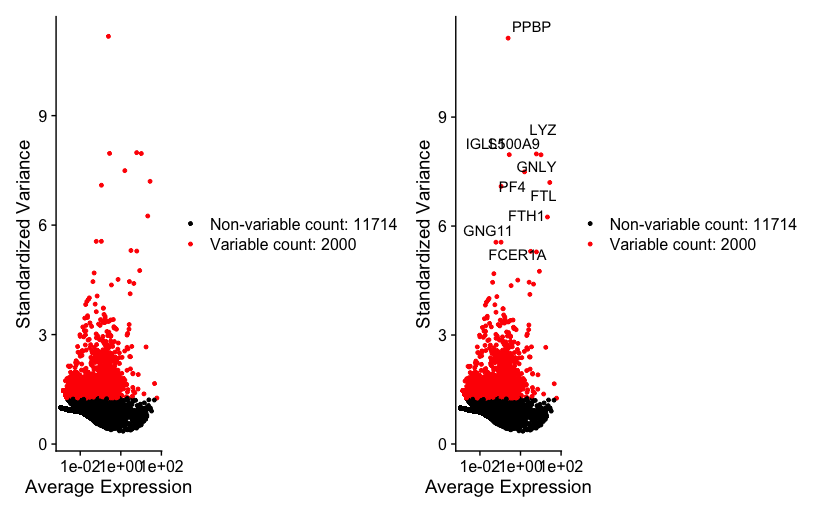 Standardized Variance
9
6
3
0
1e-02
1e+00
1e+02
Average Expression
Non-variable count: 11714
Variable count: 2000
Standardized Variance
9
6
3
0
PPBP
LYZ
IGLL5
S100A9
GNLY
PF4
FTL
FTH1
GNG11
FCER1A
1e-02
1e+00
1e+02
Average Expression
Non-variable count: 11714
Variable count: 2000